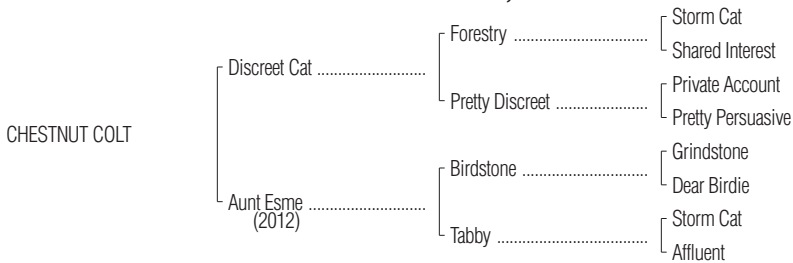 Storm Cat
Forestry ........................
Shared Interest
Discreet Cat ........................
Private Account
Pretty Discreet ....................
Pretty Persuasive
CHESTNUT COLT
Grindstone
Birdstone ........................
Dear Birdie
Aunt Esme ..........................
(2012)
Storm Cat
Tabby .................................
Affluent